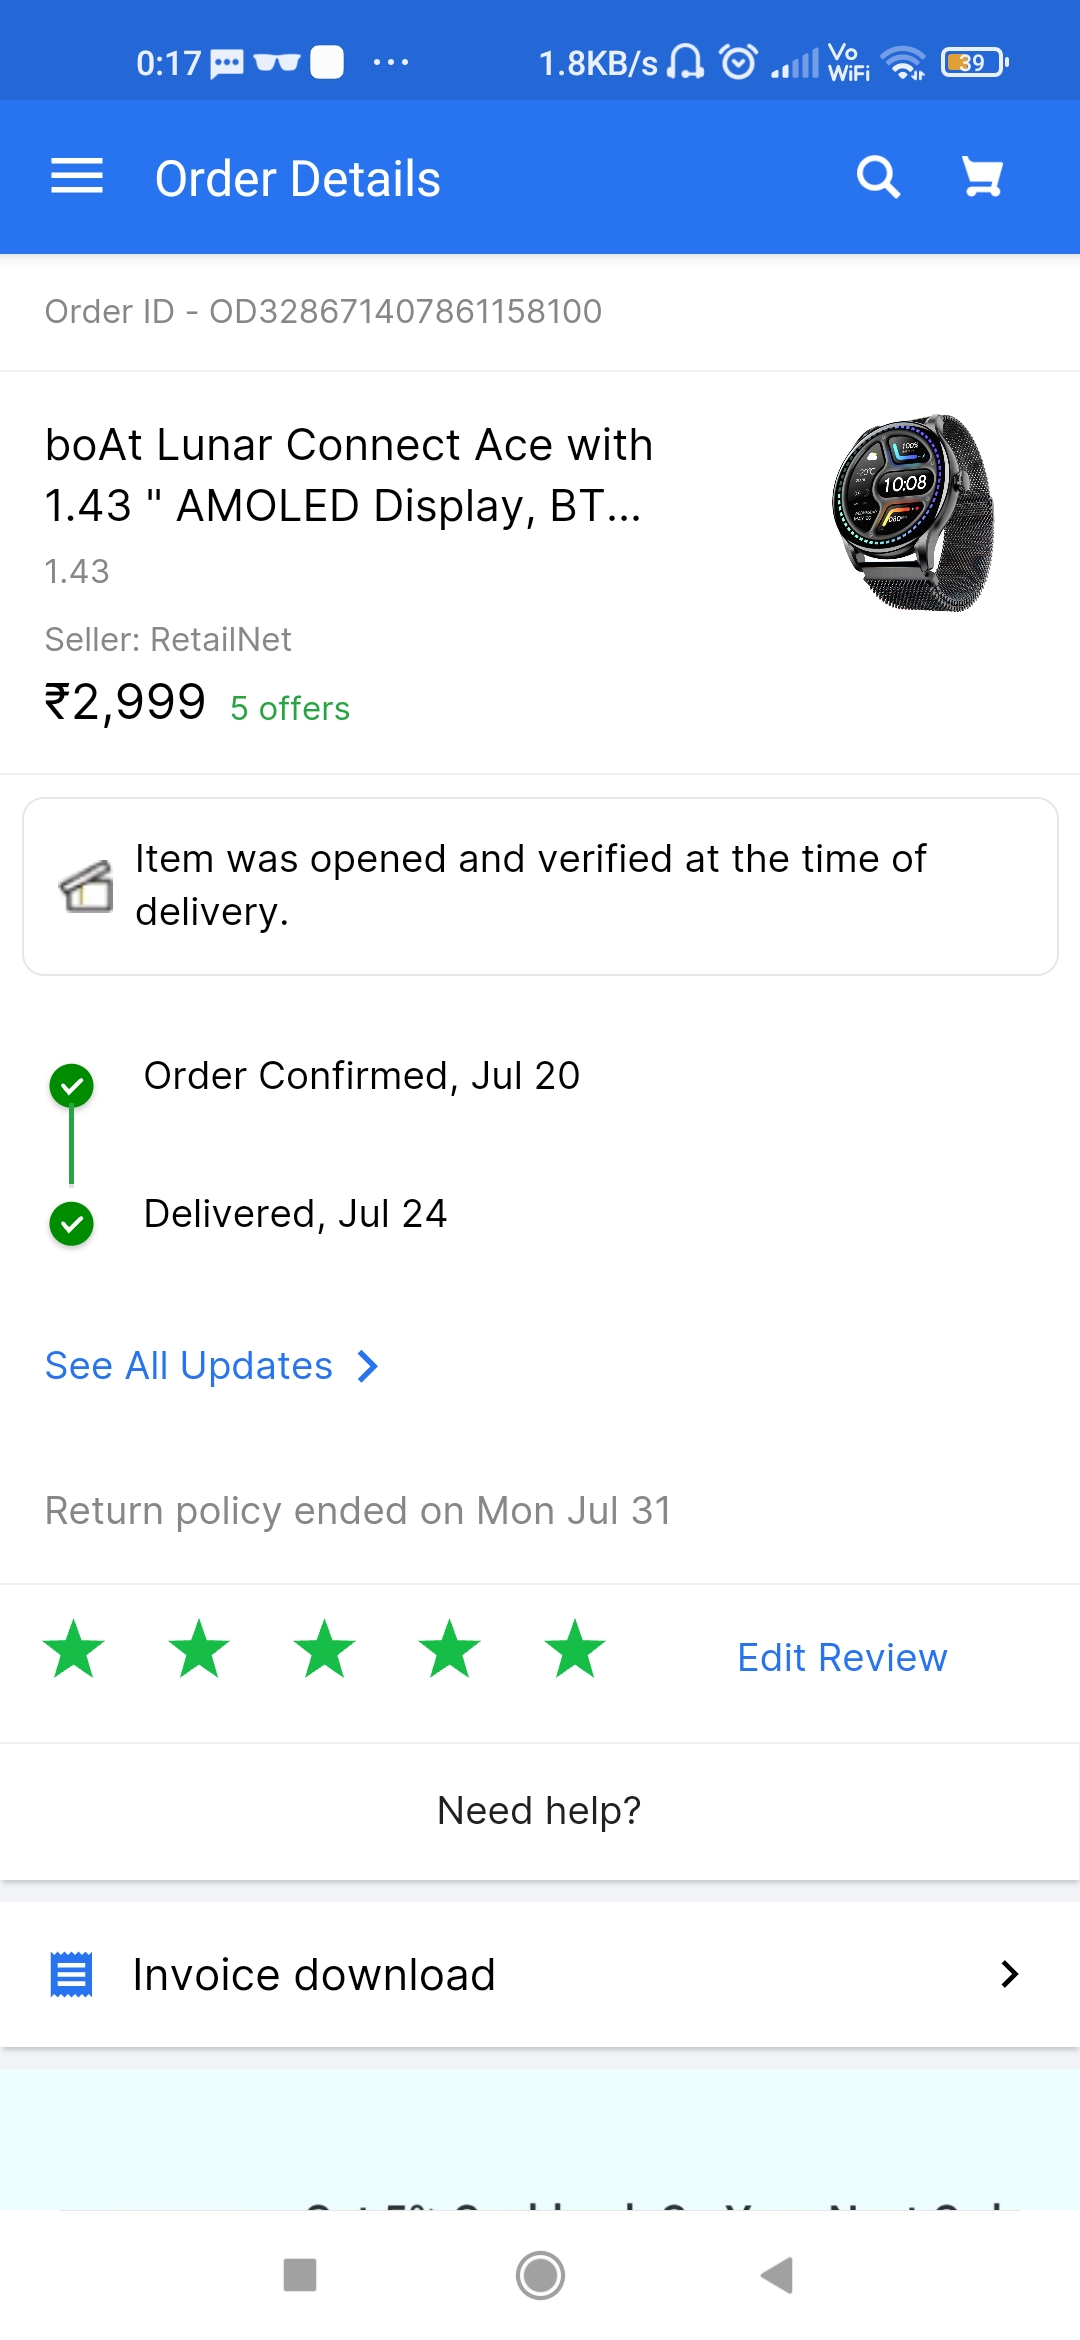 0:17 ... 1.8KB/s Vo WiFi 39
Order Details
Order ID - OD328671407861158100
boAt Lunar Connect Ace with
1.43 " AMOLED Display, BT...
1.43
Seller: RetailNet
₹2,999 5 offers
10:08
100%
Item was opened and verified at the time of
delivery.
Order Confirmed, Jul 20
Delivered, Jul 24
See All Updates
Return policy ended on Mon Jul 31
Edit Review
Need help?
Invoice download